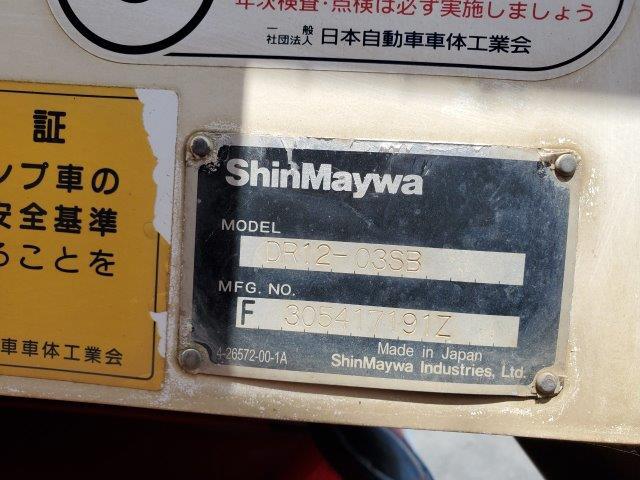 年次検査・点検は必ず実施しましょう
一般
社団法人 日本自動車車体工業会
証
ンプ車の
安全基準
ることを
車車体工業会
ShinMaywa
MODEL
DR12-03SB
MFG. NO.
F 305417191Z
4-26572-00-1A
Made in Japan
ShinMaywa Industries, Ltd.